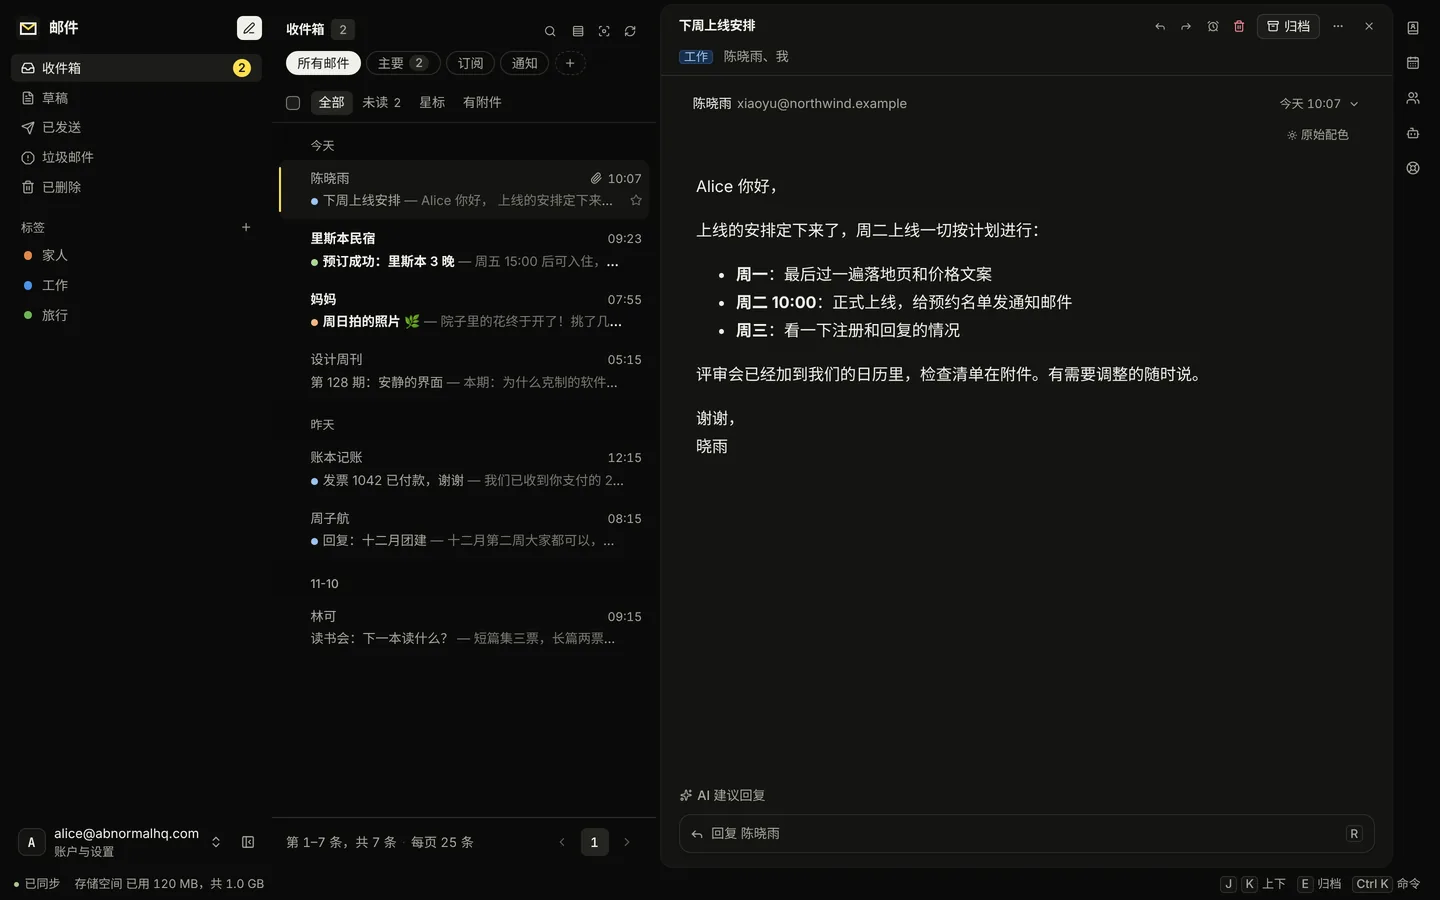 邮件
收件箱 2
草稿
已发送
垃圾邮件
已删除
标签 +
家人
工作
旅行
A
alice@abnormalhq.com
账户与设置
已同步 存储空间 已用 120 MB，共 1.0 GB
收件箱 2
所有邮件 主要 2 订阅 通知 +
全部 未读 2 星标 有附件
今天
陈晓雨 10:07
下周上线安排 — Alice 你好， 上线的安排定下来...
里斯本民宿 09:23
预订成功：里斯本 3 晚 — 周五 15:00 后可入住，...
妈妈 07:55
周日拍的照片 🌿 — 院子里的花终于开了！挑了几...
设计周刊 05:15
第 128 期：安静的界面 — 本期：为什么克制的软件...
昨天
账本记账 12:15
发票 1042 已付款，谢谢 — 我们已收到你支付的 2...
周子航 08:15
回复：十二月团建 — 十二月第二周大家都可以，...
11-10
林可 09:15
读书会：下一本读什么？ — 短篇集三票，长篇两票...
第 1–7 条，共 7 条 · 每页 25 条 1
下周上线安排
归档
工作 陈晓雨、我
陈晓雨 xiaoyu@northwind.example 今天 10:07
原始配色
Alice 你好，
上线的安排定下来了，周二上线一切按计划进行：
• 周一：最后过一遍落地页和价格文案
• 周二 10:00：正式上线，给预约名单发通知邮件
• 周三：看一下注册和回复的情况
评审会已经加到我们的日历里，检查清单在附件。有需要调整的随时说。
谢谢，
晓雨
AI 建议回复
回复 陈晓雨 R
J K 上下 E 归档 Ctrl K 命令